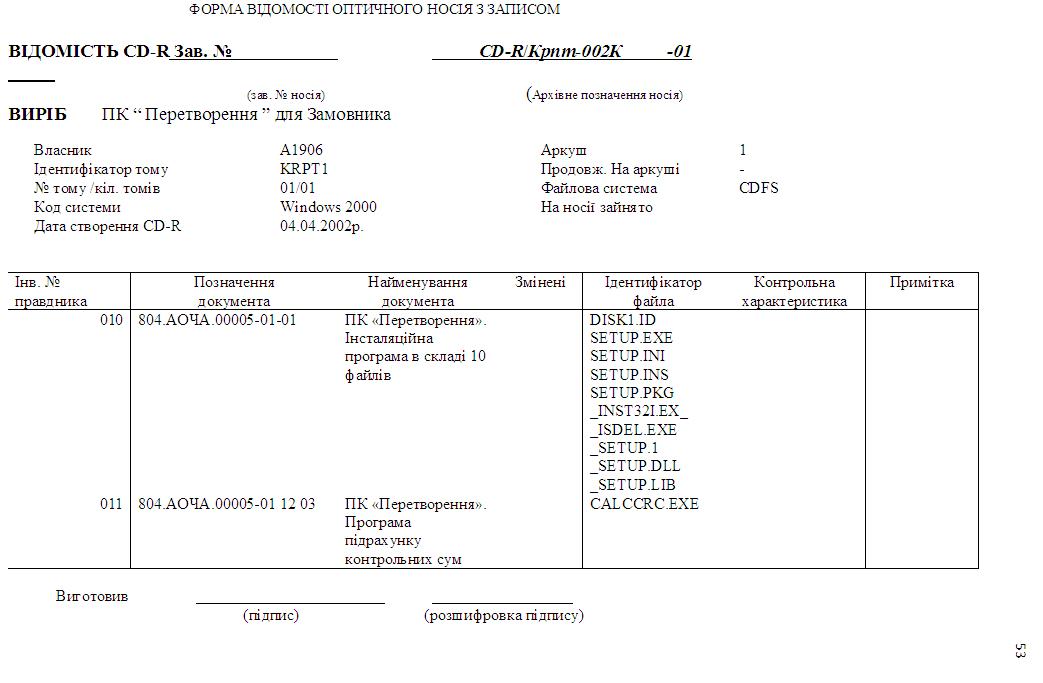 ФОРМА ВІДОМОСТІ ОПТИЧНОГО НОСІЯ З ЗАПИСОМ
ВІДОМІСТЬ CD-R Зав. № CD-R/Крпт-002К -01
(зав. № носія) (Архівне позначення носія)
ВИРІБ ПК “ Перетворення ” для Замовника
Власник А1906 Аркуш 1
Ідентифікатор тому KRPT1 Продовж. На аркуші -
№ тому /кіл. томів 01/01 Файлова система CDFS
Код системи Windows 2000 На носії зайнято
Дата створення CD-R 04.04.2002р.
Інв. № Позначення Найменування Змінені Ідентифікатор Контрольна Примітка
правдника документа документа файла характеристика
010 804.АОЧА.00005-01-01 ПК «Перетворення». DISK1.ID
Інсталяційна SETUP.EXE
програма в складі 10 SETUP.INI
файлів SETUP.INS
SETUP.PKG
_INST32I.EX_
_ISDEL.EXE
_SETUP.1
_SETUP.DLL
_SETUP.LIB
011 804.АОЧА.00005-01 12 03 ПК «Перетворення». CALCCRC.EXE
Програма
підрахунку
контрольних сум
Виготовив
(підпис) (розшифровка підпису)
53